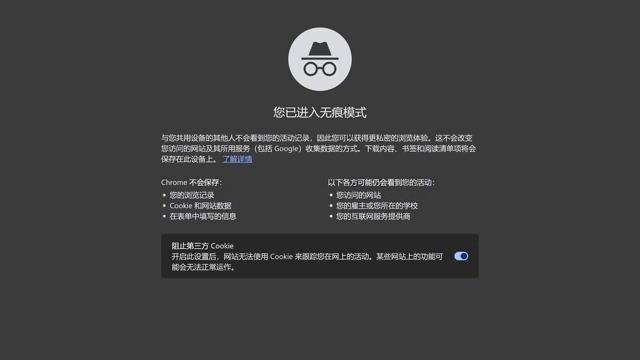 您已进入无痕模式
与您共用设备的其他人不会看到您的活动记录，因此您可以获得更私密的浏览体验。这不会改变
您访问的网站及其所用服务（包括 Google）收集数据的方式。下载内容、书签和阅读清单项将会
保存在此设备上。 了解详情
Chrome 不会保存：
• 您的浏览记录
• Cookie 和网站数据
• 在表单中填写的信息
以下各方可能仍会看到您的活动：
• 您访问的网站
• 您的雇主或您所在的学校
• 您的互联网服务提供商
阻止第三方 Cookie
开启此设置后，网站无法使用 Cookie 来跟踪您在网上的活动。某些网站上的功能可
能会无法正常运作。